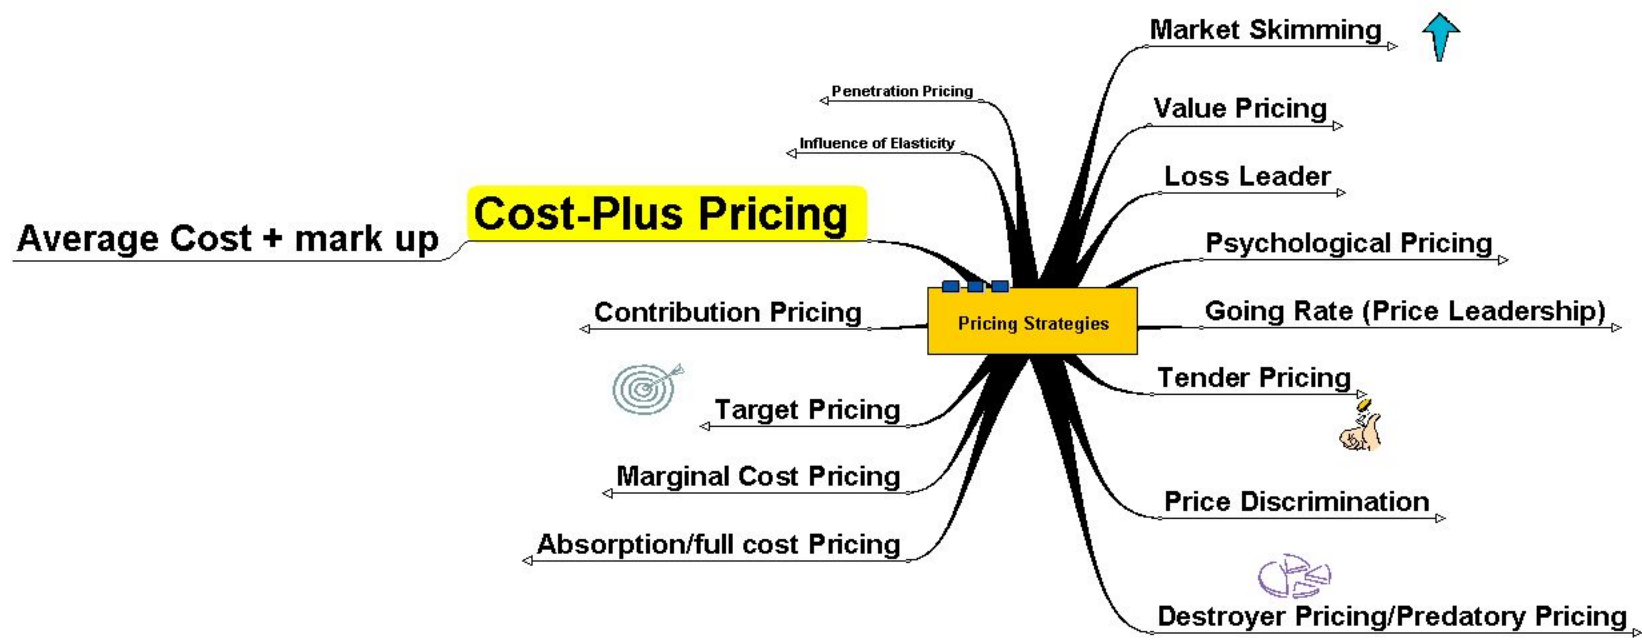 Market Skimming
Penetration Pricing
Value Pricing
Influence of Elasticity
Loss Leader
Cost-Plus Pricing
Average Cost + mark up
Psychological Pricing
Contribution Pricing
Pricing Strategies
Going Rate (Price Leadership)
Target Pricing
Tender Pricing
Marginal Cost Pricing
Price Discrimination
Absorption/full cost Pricing
Destroyer Pricing/Predatory Pricing